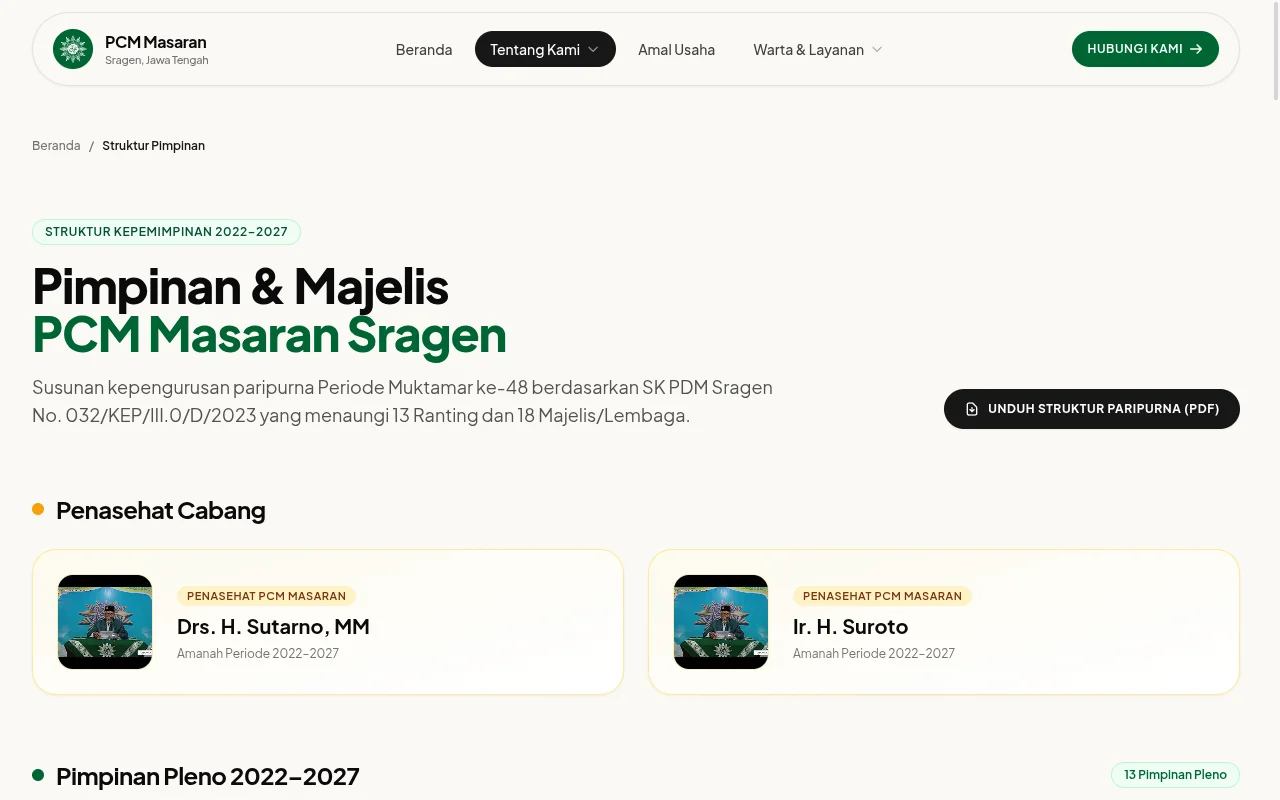 PCM Masaran
Sragen, Jawa Tengah
Beranda
Tentang Kami
Amal Usaha
Warta & Layanan
HUBUNGI KAMI
Beranda / Struktur Pimpinan
STRUKTUR KEPEMIMPINAN 2022–2027
Pimpinan & Majelis
PCM Masaran Sragen
Susunan kepengurusan paripurna Periode Muktamar ke-48 berdasarkan SK PDM Sragen
No. 032/KEP/III.0/D/2023 yang menaungi 13 Ranting dan 18 Majelis/Lembaga.
UNDUH STRUKTUR PARIPURNA (PDF)
Penasehat Cabang
PENASEHAT PCM MASARAN
Drs. H. Sutarno, MM
Amanah Periode 2022–2027
PENASEHAT PCM MASARAN
Ir. H. Suroto
Amanah Periode 2022–2027
Pimpinan Pleno 2022–2027
13 Pimpinan Pleno